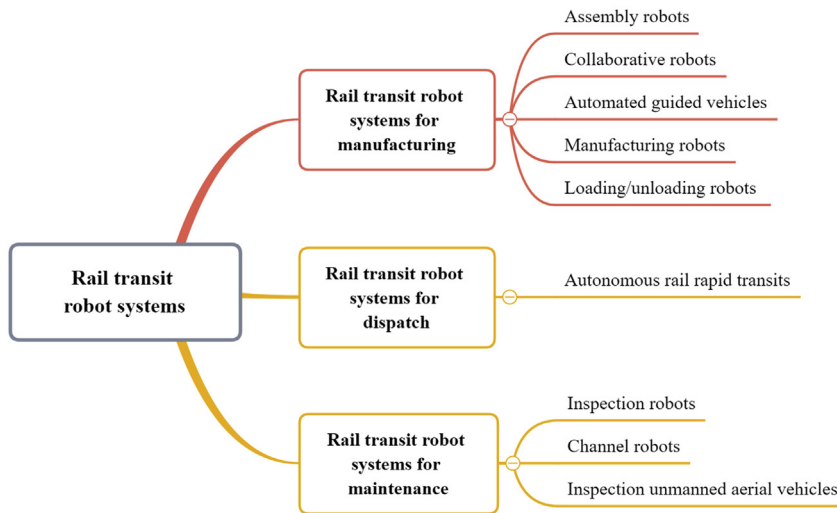 Rail transit
robot systems
Rail transit robot
systems for
manufacturing
Assembly robots
Collaborative robots
Automated guided vehicles
Manufacturing robots
Loading/unloading robots
Rail transit robot
systems for
dispatch
Autonomous rail rapid transits
Rail transit robot
systems for
maintenance
Inspection robots
Channel robots
Inspection unmanned aerial vehicles